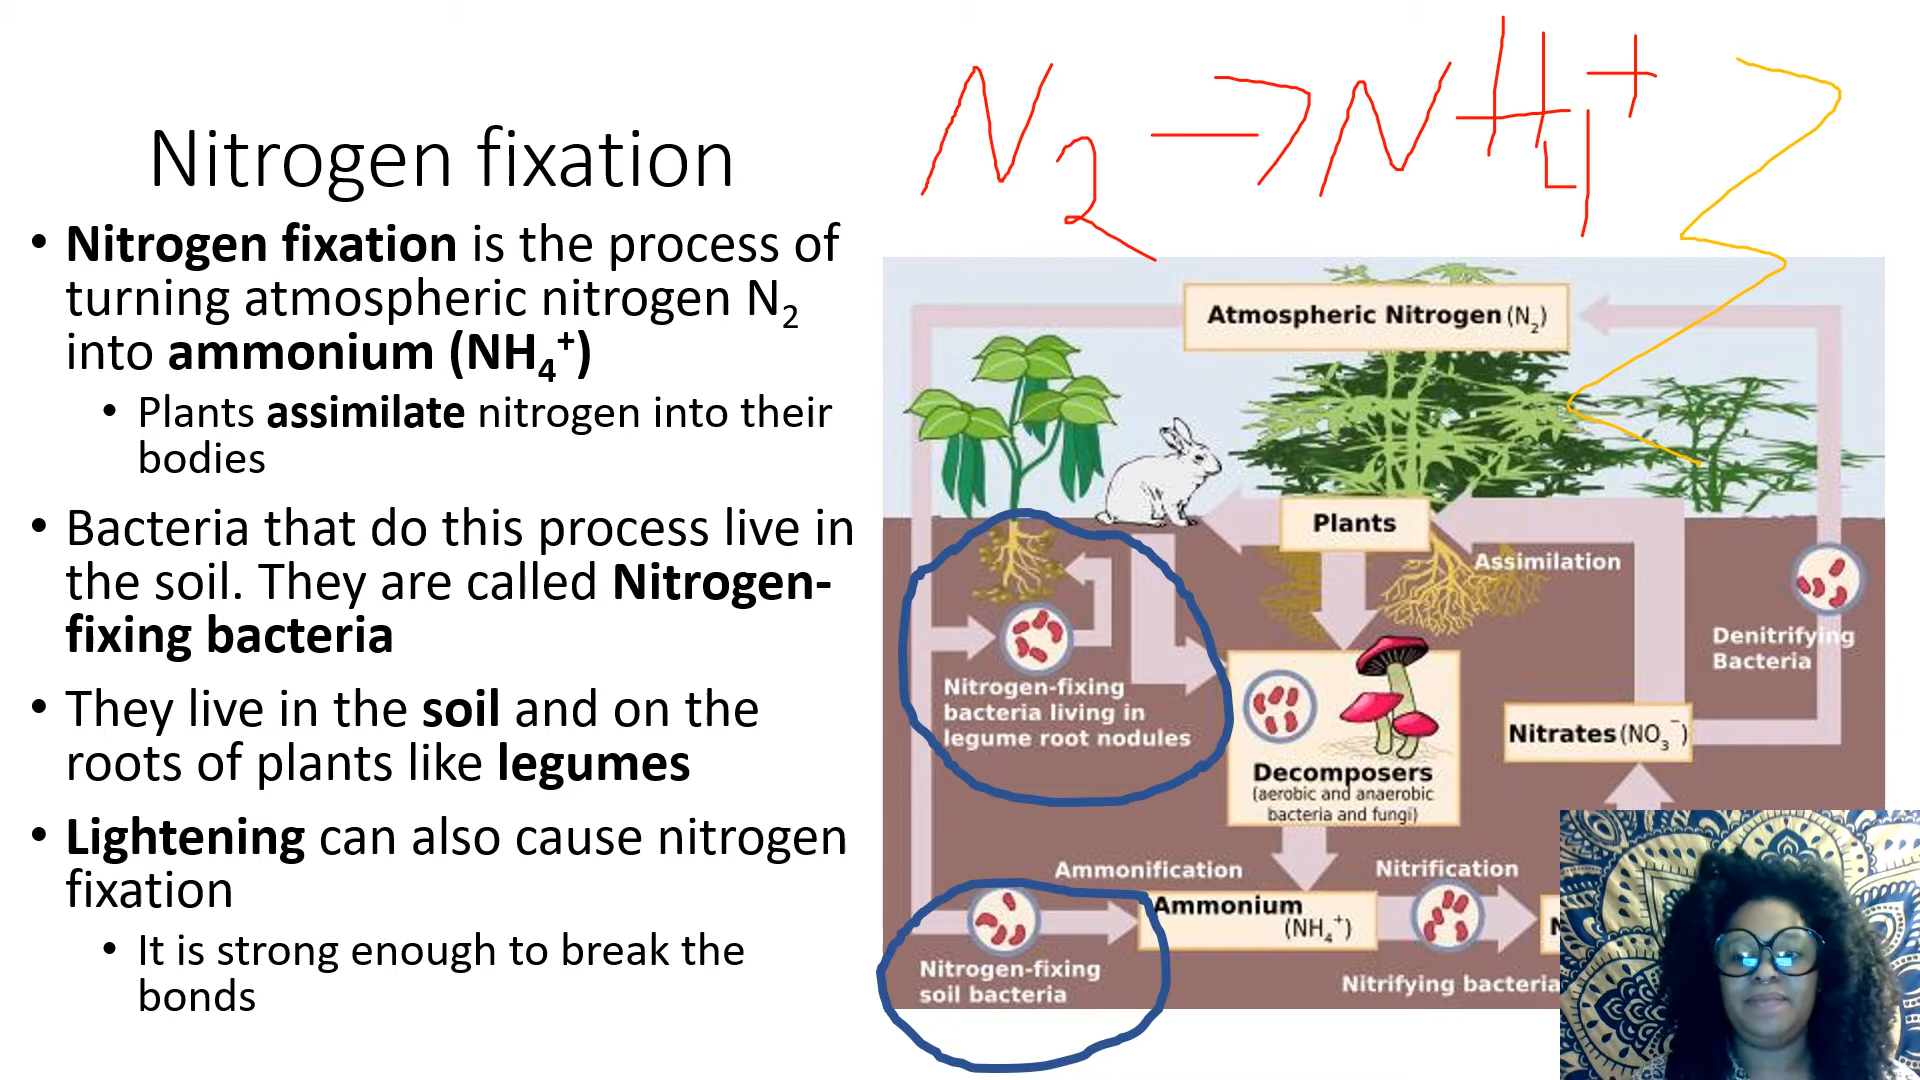 Nitrogen fixation
• Nitrogen fixation is the process of
turning atmospheric nitrogen N₂
into ammonium (NH₄⁺)
• Plants assimilate nitrogen into their
bodies
• Bacteria that do this process live in
the soil. They are called Nitrogen-
fixing bacteria
• They live in the soil and on the
roots of plants like legumes
• Lightening can also cause nitrogen
fixation
• It is strong enough to break the
bonds
N₂ → NH₄⁺
Atmospheric Nitrogen (N₂)
Plants
Assimilation
Denitrifying
Bacteria
Nitrogen-fixing
bacteria living in
legume root nodules
Decomposers
(aerobic and anaerobic
bacteria and fungi)
Nitrates (NO₃⁻)
Ammonification
Nitrification
Ammonium
(NH₄⁺)
Nitrogen-fixing
soil bacteria
Nitrifying bacteria